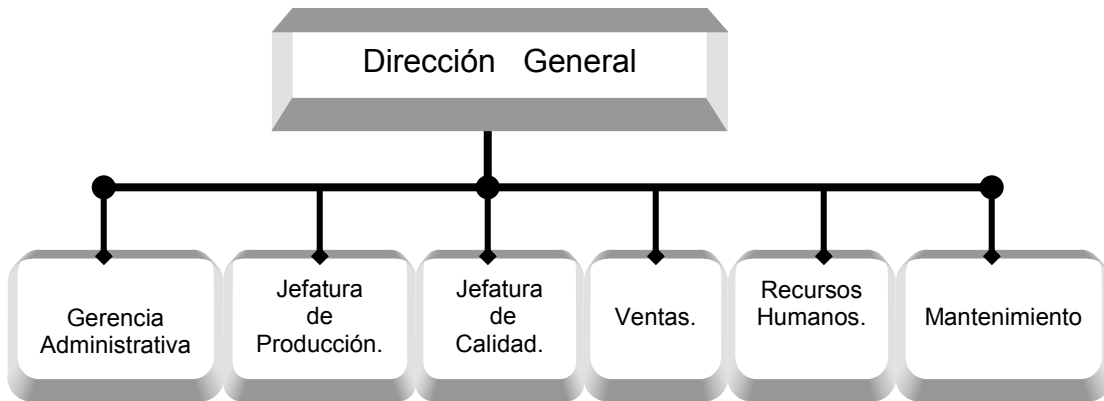 Dirección General
Gerencia
Administrativa
Jefatura
de
Producción.
Jefatura
de
Calidad.
Ventas.
Recursos
Humanos.
Mantenimiento